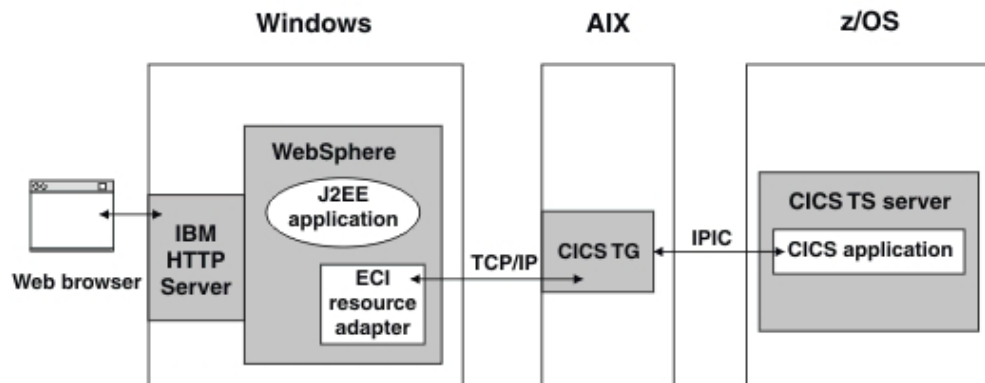 Windows
AIX
z/OS
WebSphere
J2EE
application
IBM
HTTP
Server
Web browser
ECI
resource
adapter
TCP/IP
CICS TG
IPIC
CICS TS server
CICS application